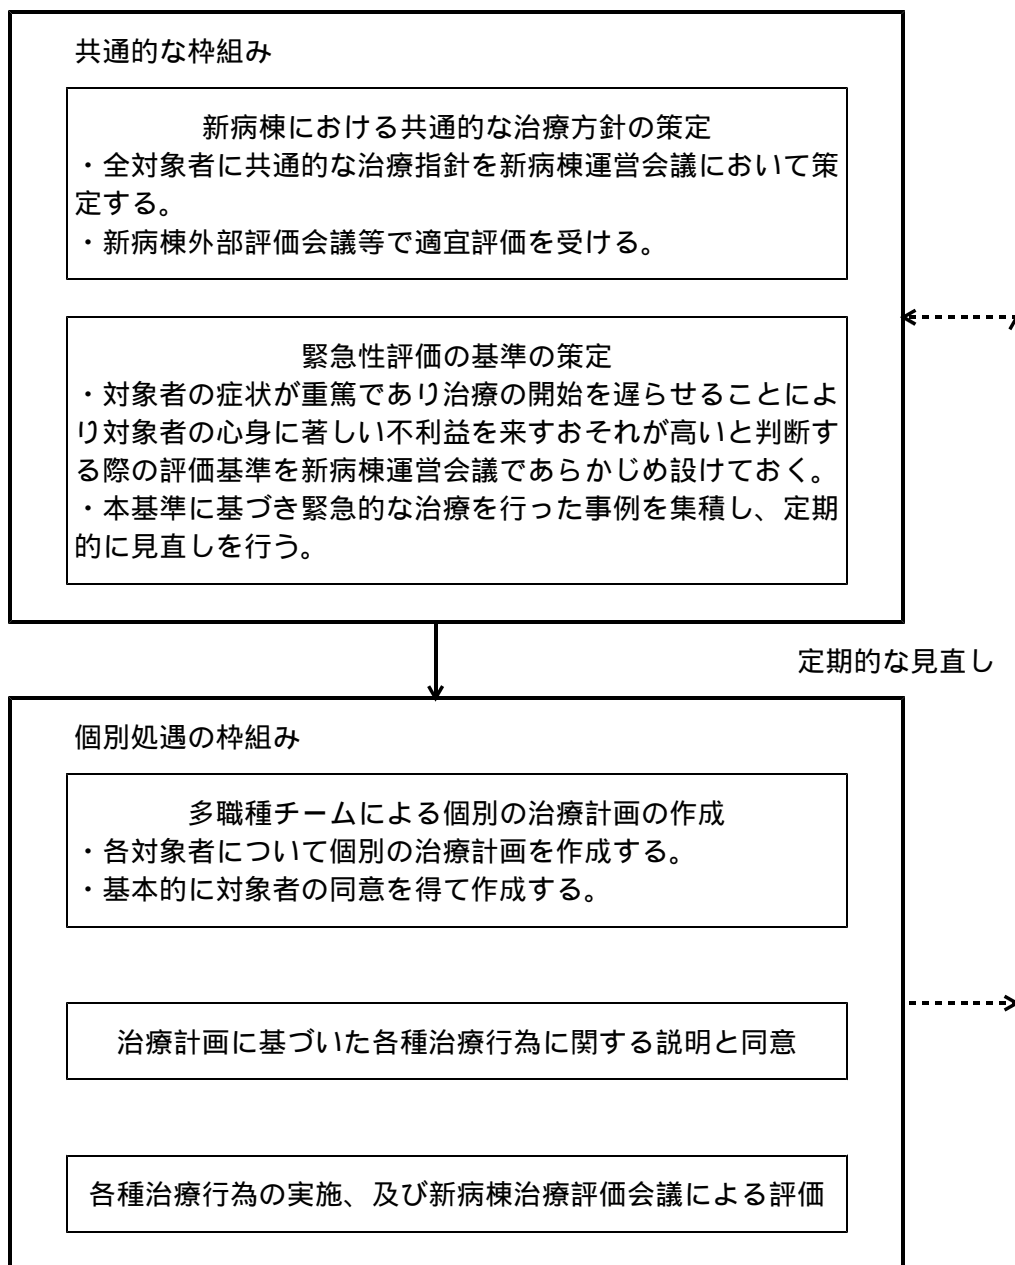 共通的な枠組み
新病棟における共通的な治療方針の策定
・全対象者に共通的な治療指針を新病棟運営会議において策
定する。
・新病棟外部評価会議等で適宜評価を受ける。
緊急性評価の基準の策定
・対象者の症状が重篤であり治療の開始を遅らせることによ
り対象者の心身に著しい不利益を来すおそれが高いと判断す
る際の評価基準を新病棟運営会議であらかじめ設けておく。
・本基準に基づき緊急的な治療を行った事例を集積し、定期
的に見直しを行う。
定期的な見直し
個別処遇の枠組み
多職種チームによる個別の治療計画の作成
・各対象者について個別の治療計画を作成する。
・基本的に対象者の同意を得て作成する。
治療計画に基づいた各種治療行為に関する説明と同意
各種治療行為の実施、及び新病棟治療評価会議による評価